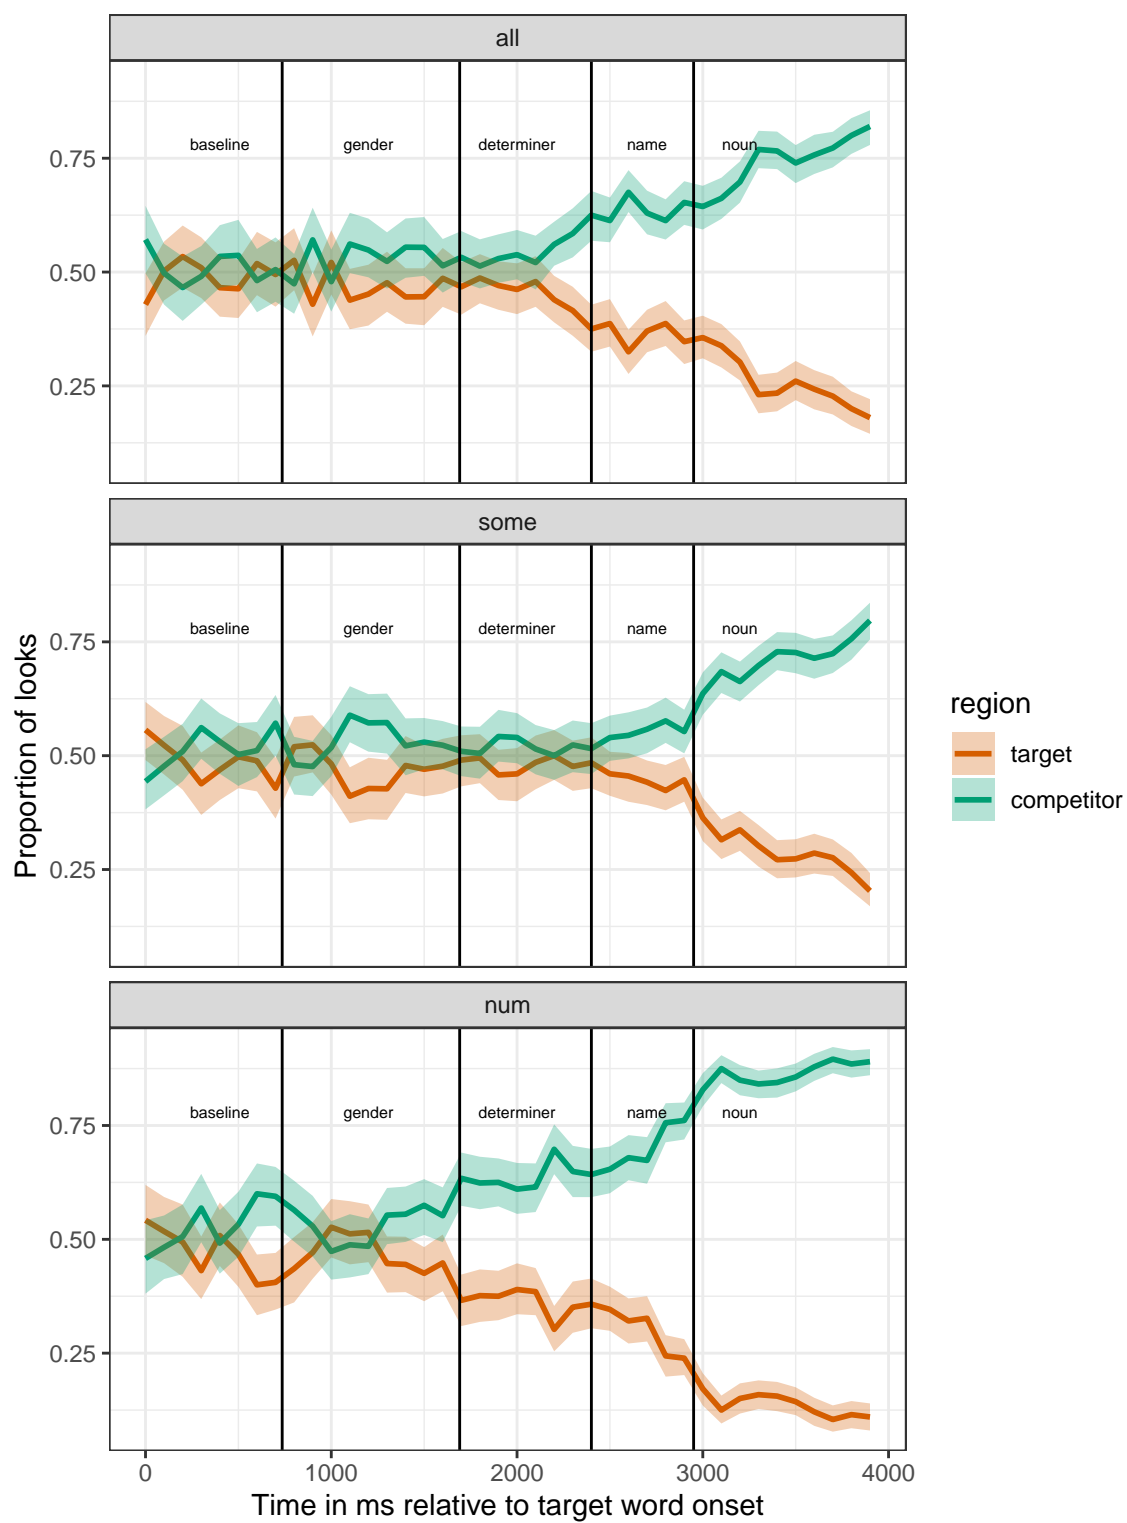 all
baseline gender determiner name noun
0.75
0.50
0.25
some
baseline gender determiner name noun
0.75
0.50
0.25
Proportion of looks
num
baseline gender determiner name noun
0.75
0.50
0.25
0 1000 2000 3000 4000
Time in ms relative to target word onset
region
target
competitor